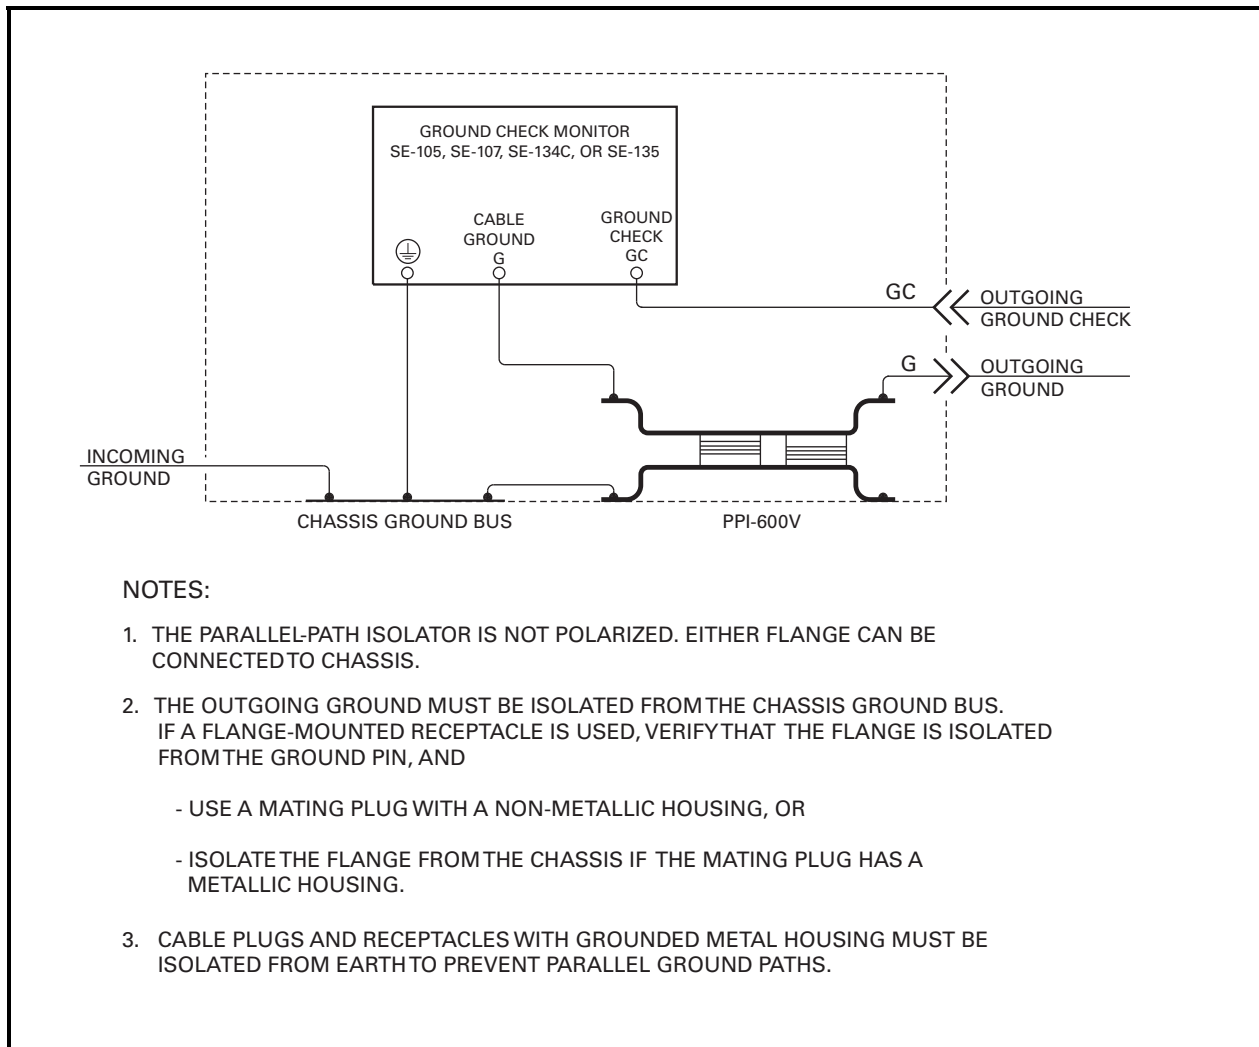 GROUND CHECK MONITOR
SE-105, SE-107, SE-134C, OR SE-135
CABLE
GROUND
G
GROUND
CHECK
GC
GC
OUTGOING
GROUND CHECK
G
OUTGOING
GROUND
INCOMING
GROUND
CHASSIS GROUND BUS
PPI-600V
NOTES:
1. THE PARALLEL-PATH ISOLATOR IS NOT POLARIZED. EITHER FLANGE CAN BE
CONNECTED TO CHASSIS.
2. THE OUTGOING GROUND MUST BE ISOLATED FROM THE CHASSIS GROUND BUS.
IF A FLANGE-MOUNTED RECEPTACLE IS USED, VERIFY THAT THE FLANGE IS ISOLATED
FROM THE GROUND PIN, AND
- USE A MATING PLUG WITH A NON-METALLIC HOUSING, OR
- ISOLATE THE FLANGE FROM THE CHASSIS IF THE MATING PLUG HAS A
METALLIC HOUSING.
3. CABLE PLUGS AND RECEPTACLES WITH GROUNDED METAL HOUSING MUST BE
ISOLATED FROM EARTH TO PREVENT PARALLEL GROUND PATHS.